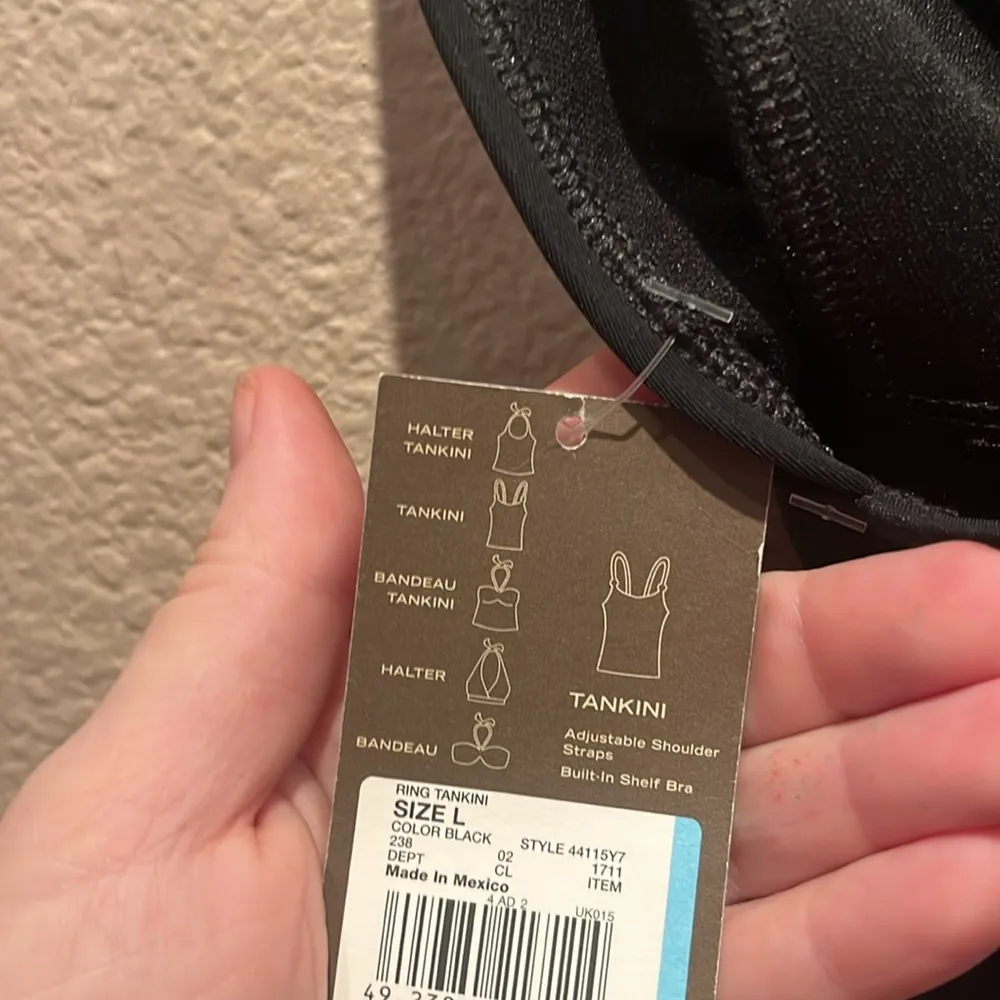 HALTER
TANKINI
TANKINI
BANDEAU
TANKINI
HALTER
BANDEAU
TANKINI
Adjustable Shoulder
Straps
Built-In Shelf Bra
RING TANKINI
SIZE L
COLOR BLACK STYLE 44115Y7
238 02 1711
DEPT CL ITEM
Made In Mexico
4 AD 2 UK015
49